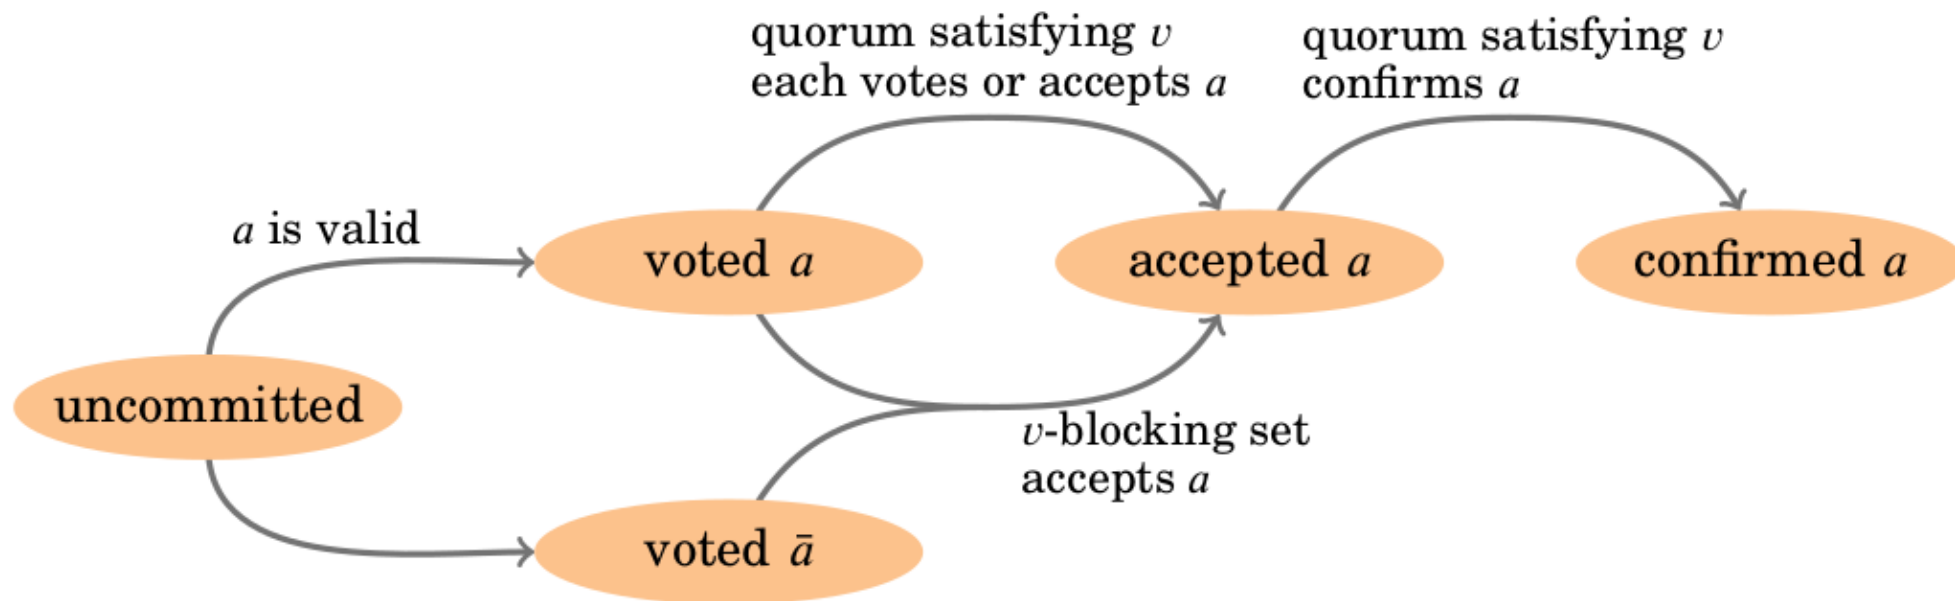 quorum satisfying v
each votes or accepts a
quorum satisfying v
confirms a
a is valid
voted a
accepted a
confirmed a
uncommitted
v-blocking set
accepts a
voted ā